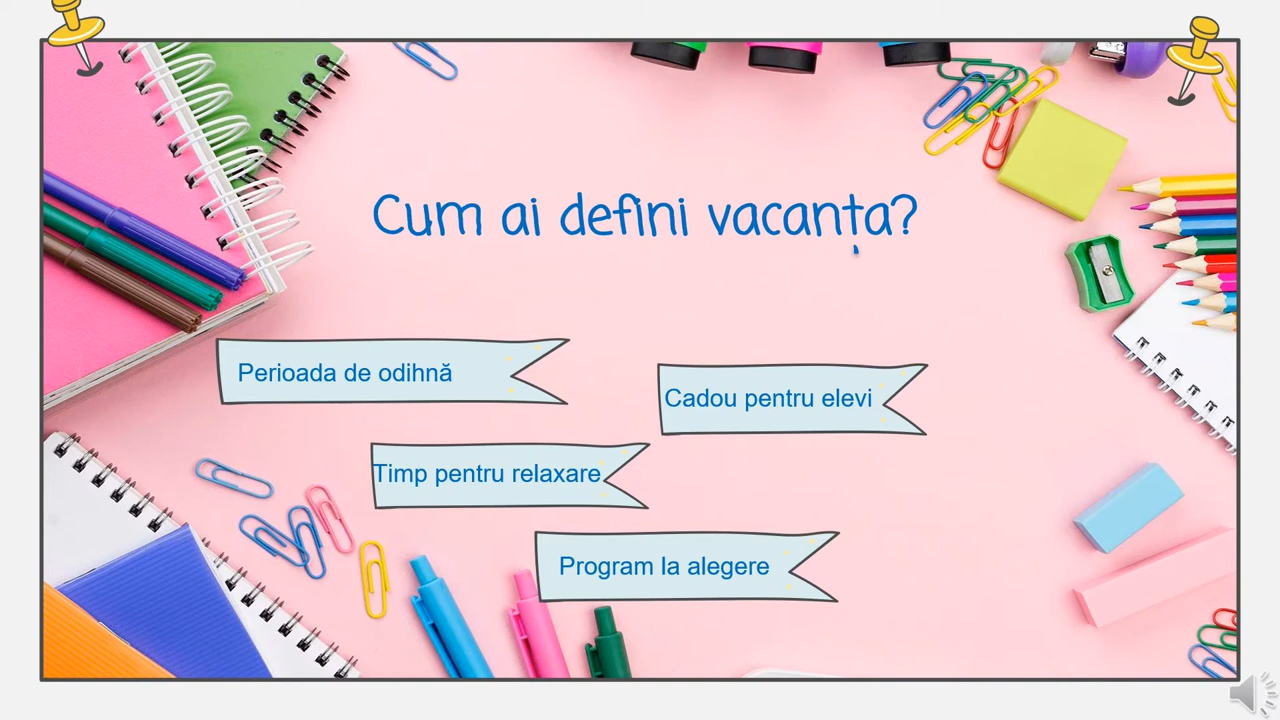 Cum ai defini vacanța?
Perioada de odihnă
Cadou pentru elevi
Timp pentru relaxare
Program la alegere